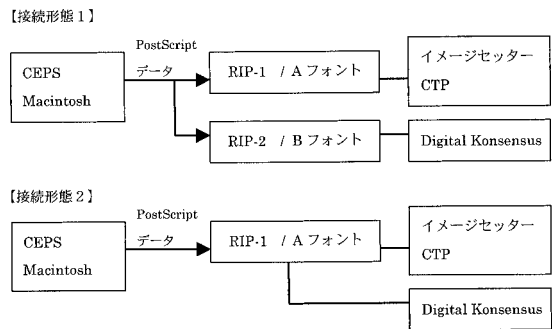 【接続形態1】
PostScript
データ
CEPS
Macintosh
RIP-1 / A フォント
イメージセッター
CTP
RIP-2 / B フォント
Digital Konsensus
【接続形態2】
PostScript
データ
CEPS
Macintosh
RIP-1 / A フォント
イメージセッター
CTP
Digital Konsensus